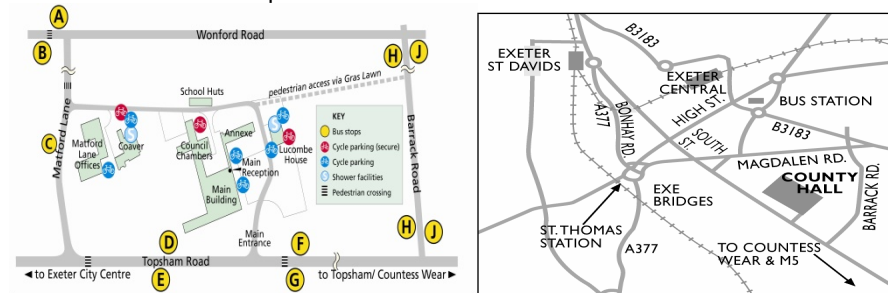 A
B
Wonford Road
H
J
School Huts
pedestrian access via Gras Lawn
Matford Lane
C
Matford
Lane
Offices
Coaver
Council
Chambers
Annexe
S
S
Lucombe
House
Main
Reception
Main
Building
Main
Entrance
KEY
Bus stops
Cycle parking (secure)
Cycle parking
S Shower facilities
Pedestrian crossing
Barrack Road
H
J
D
F
Topsham Road
E
G
to Exeter City Centre
to Topsham/ Countess Wear
B3183
EXETER
ST DAVIDS
EXETER
CENTRAL
A377
BONHAY RD.
HIGH ST.
SOUTH
ST.
BUS STATION
B3183
MAGDALEN RD.
COUNTY
HALL
BARRACK RD.
EXE
BRIDGES
ST. THOMAS
STATION
A377
TO COUNTESS
WEAR & M5